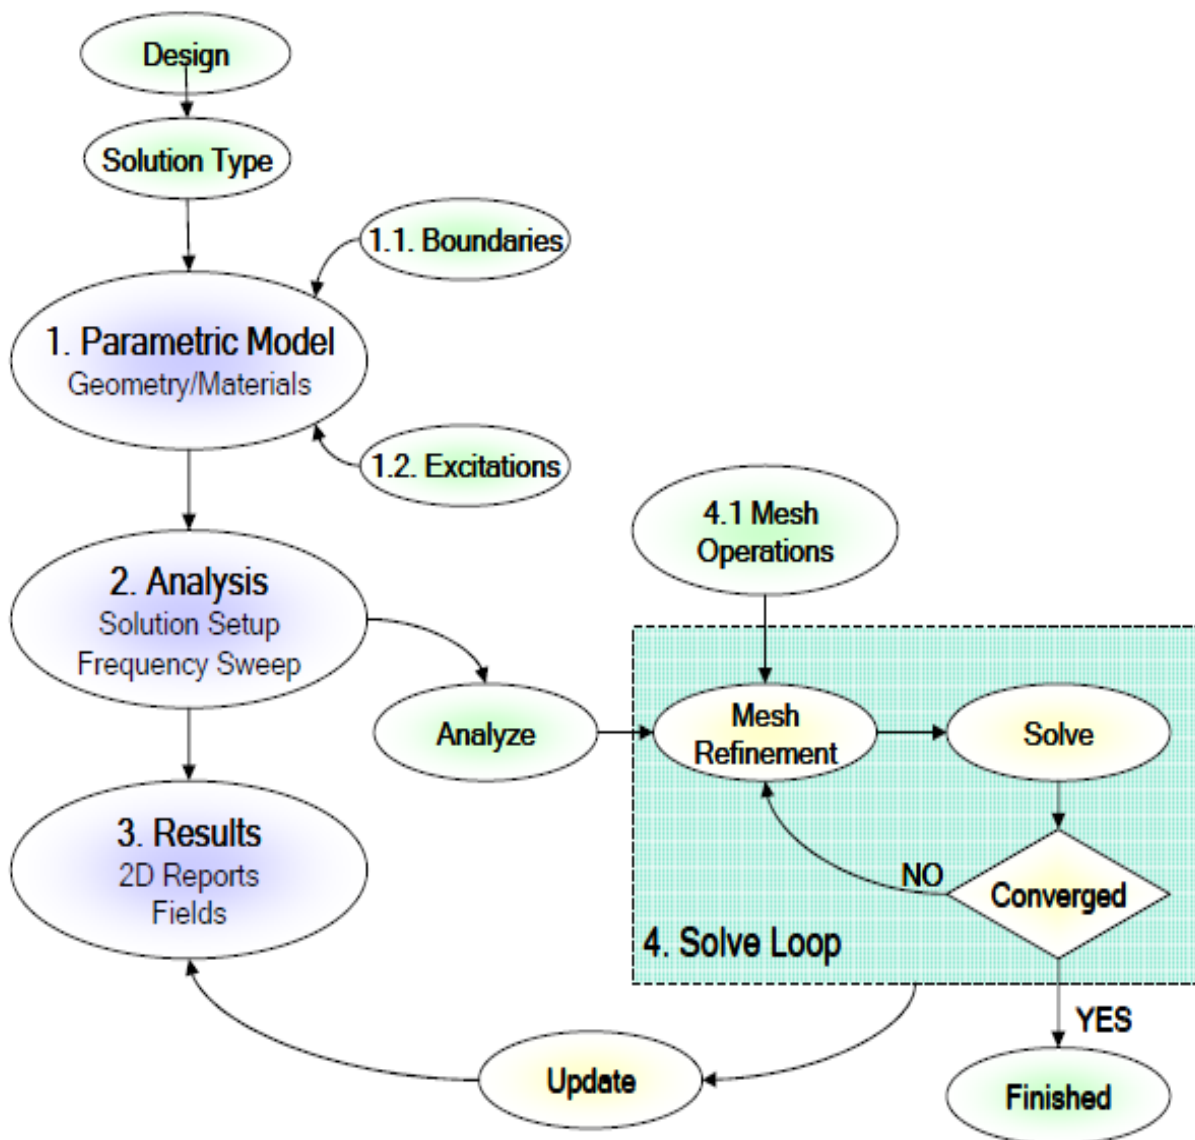 Design
Solution Type
1.1. Boundaries
1. Parametric Model
Geometry/Materials
1.2. Excitations
4.1 Mesh
Operations
2. Analysis
Solution Setup
Frequency Sweep
Analyze
Mesh
Refinement
Solve
3. Results
2D Reports
Fields
NO
Converged
4. Solve Loop
YES
Update
Finished